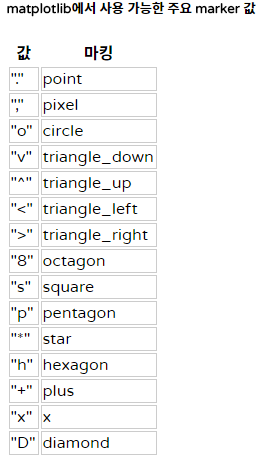 matplotlib에서 사용 가능한 주요 marker 값
값 마킹
"." point
"," pixel
"o" circle
"v" triangle_down
"^" triangle_up
"<" triangle_left
">" triangle_right
"8" octagon
"s" square
"p" pentagon
"*" star
"h" hexagon
"+" plus
"x" x
"D" diamond